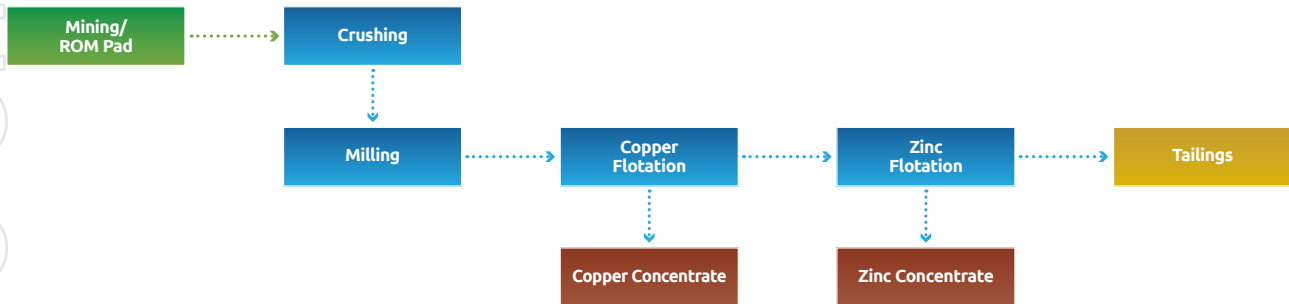 Mining/
ROM Pad
Crushing
Milling
Copper
Flotation
Zinc
Flotation
Tailings
Copper Concentrate
Zinc Concentrate